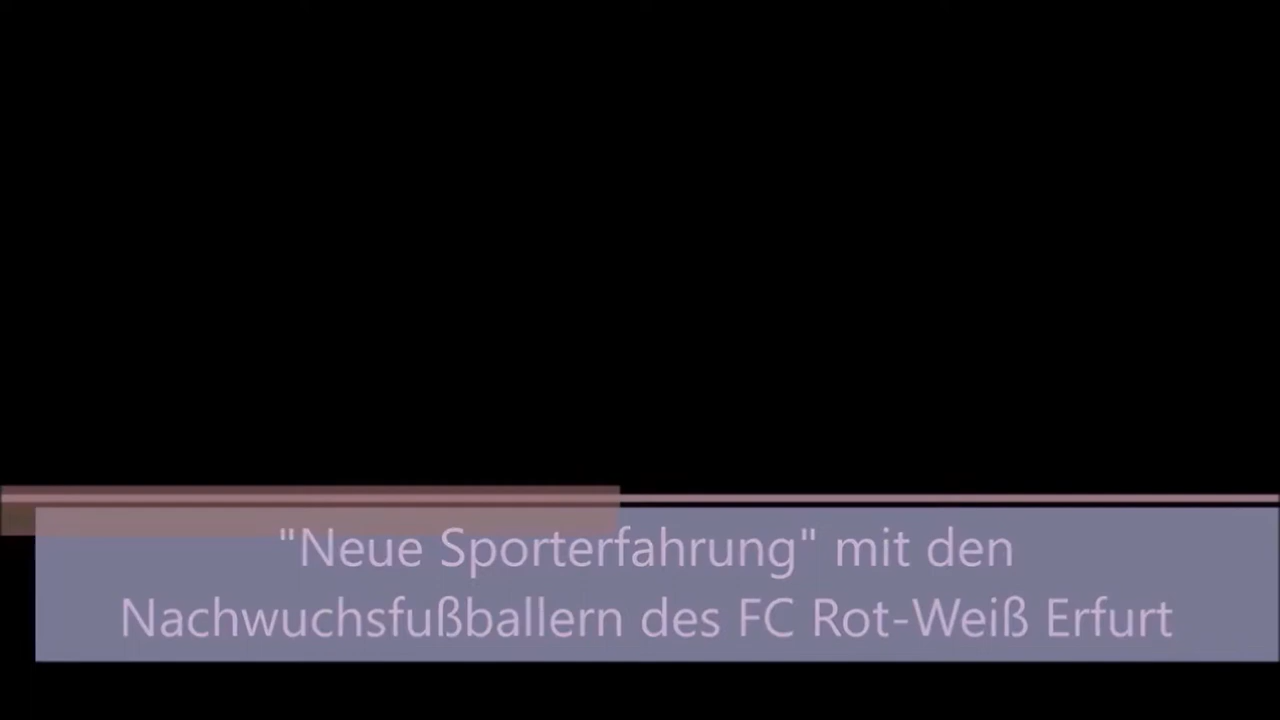 "Neue Sporterfahrung" mit den
Nachwuchsfußballern des FC Rot-Weiß Erfurt